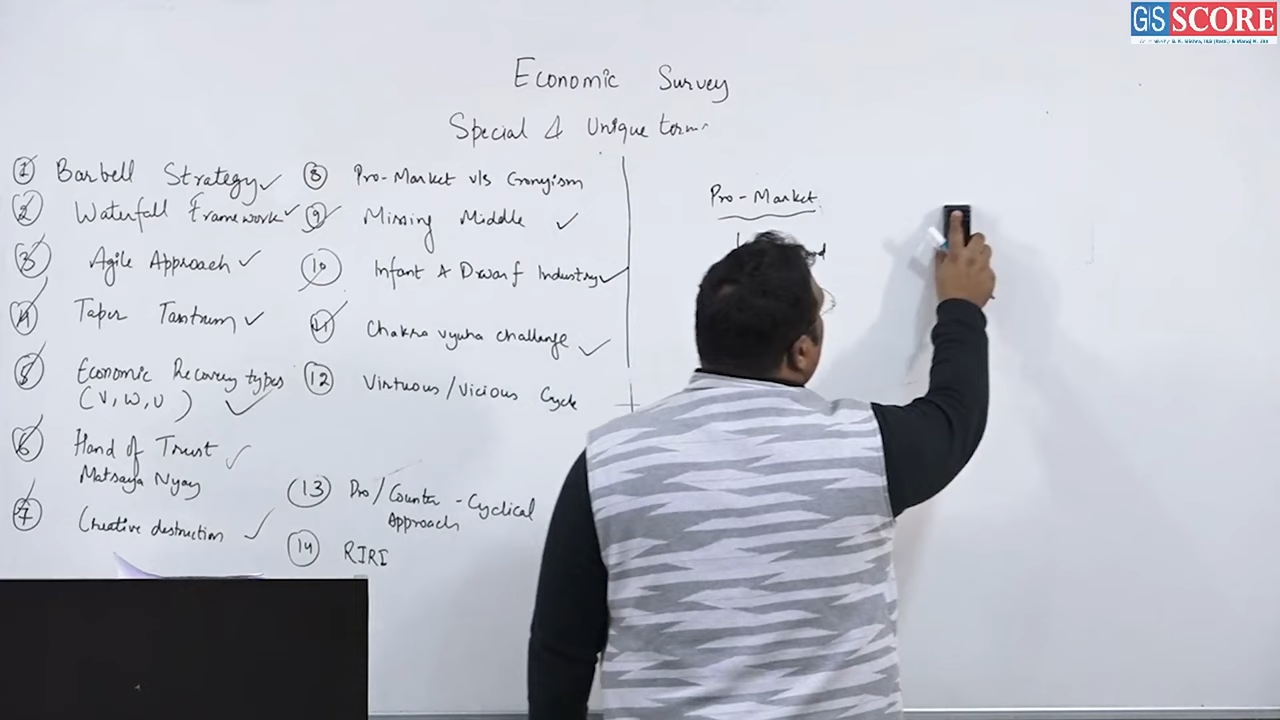 GS SCORE
Economic Survey
Special & Unique terms
1 Barbell Strategy
2 Waterfall Framework
3 Agile Approach
4 Taper Tantrum
5 Economic Recovery types
(V, W, U )
6 Hand of Trust
Matsaya Nyay
7 Creative destruction
8 Pro-Market v/s Cronyism
9 Missing Middle
10 Infant & Dwarf Industry
11 Chakravyuha challenge
12 Virtuous/Vicious Cycle
13 Pro/Counter-Cyclical
Approach
14 RIRI
Pro-Market